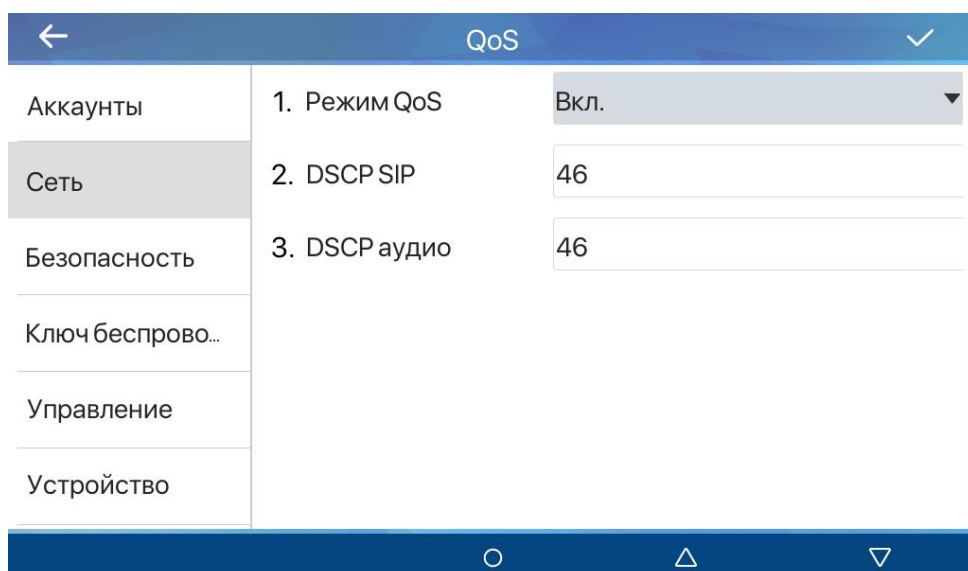 QoS
Аккаунты
Сеть
Безопасность
Ключ беспрово...
Управление
Устройство
1. Режим QoS Вкл.
2. DSCP SIP 46
3. DSCP аудио 46